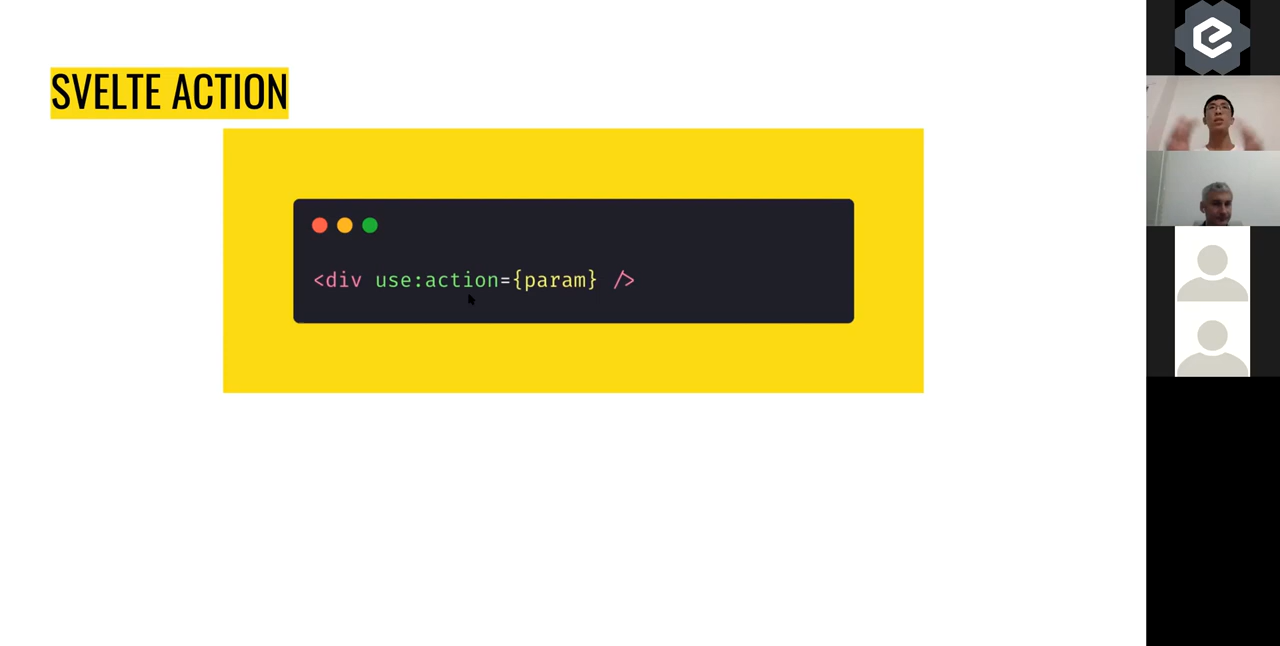 SVELTE ACTION
<div use:action={param} />